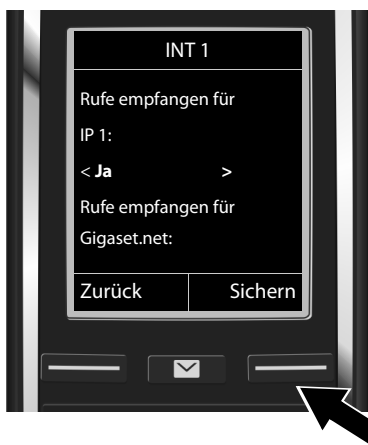 INT 1
Rufe empfangen für
IP 1:
< Ja >
Rufe empfangen für
Gigaset.net:
Zurück Sichern